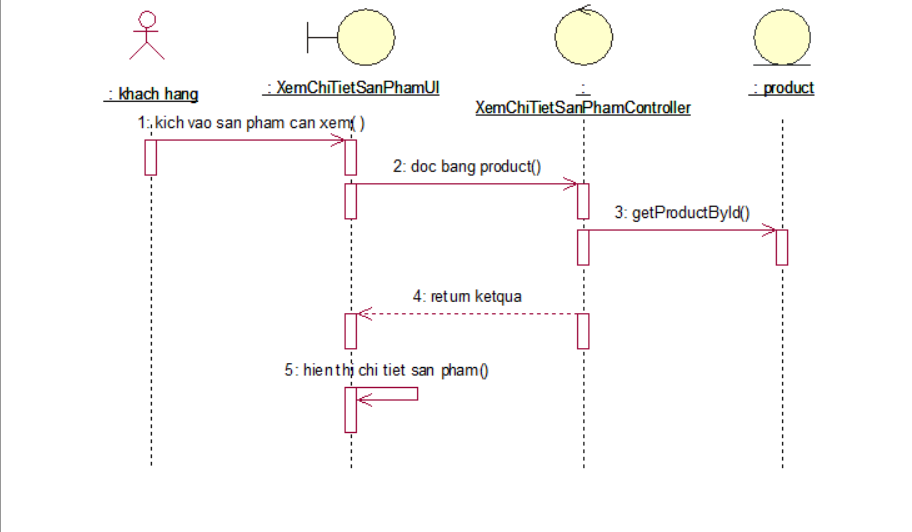 : khach hang
: XemChiTietSanPhamUI
:
XemChiTietSanPhamController
: product
1: kich vao san pham can xem( )
2: doc bang product()
3: getProductById()
4: return ketqua
5: hien thi chi tiet san pham()